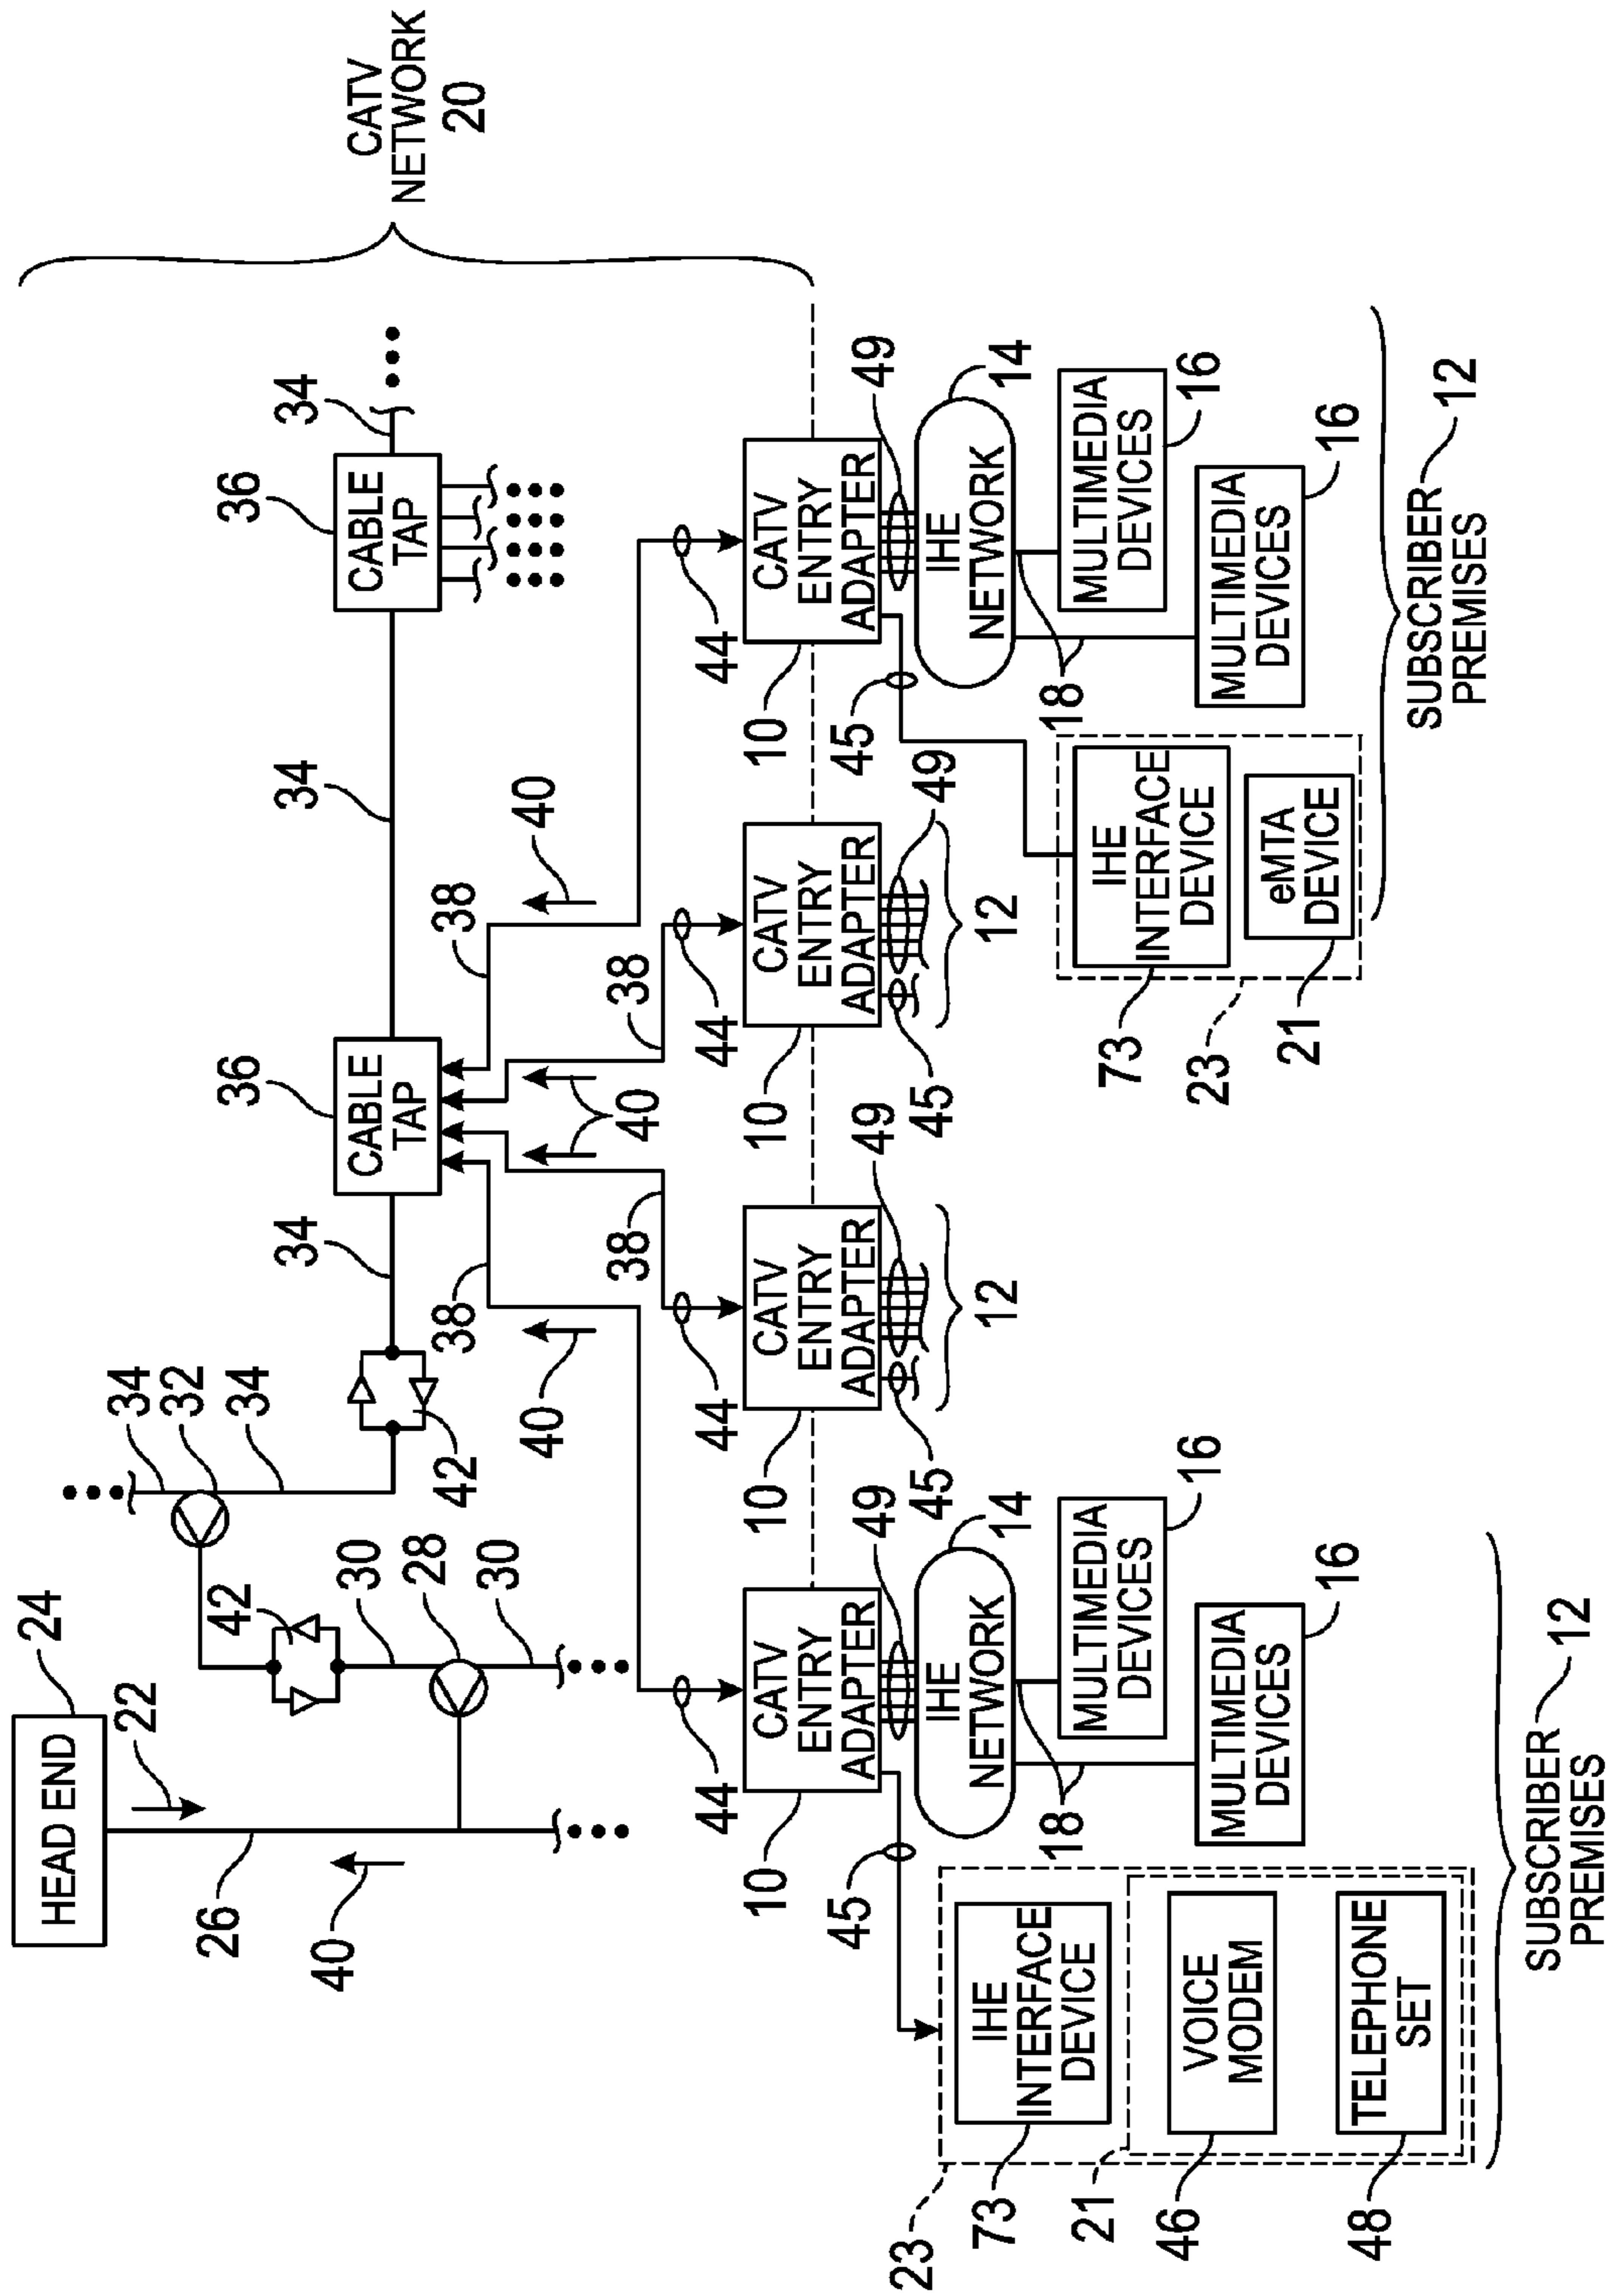 24
HEAD END
22
34
32
34
26
42
36
36
34
34
34
40
30
CATV
NETWORK
20
CABLE
TAP
CABLE
TAP
28
42
38
38
30
40
40
38
40
38
44
44
44
44
10
CATV
ENTRY
ADAPTER
10
CATV
ENTRY
ADAPTER
10
CATV
ENTRY
ADAPTER
10
CATV
ENTRY
ADAPTER
45
49
45
49
45
49
45
49
IHE
NETWORK
14
12
12
IHE
NETWORK
14
23
73
IHE
INTERFACE
DEVICE
18
MULTIMEDIA
DEVICES
16
MULTIMEDIA
DEVICES
16
21
46
VOICE
MODEM
48
TELEPHONE
SET
SUBSCRIBER 12
PREMISES
18
MULTIMEDIA
DEVICES
16
MULTIMEDIA
DEVICES
16
73
IHE
INTERFACE
DEVICE
23
21
eMTA
DEVICE
SUBSCRIBER 12
PREMISES